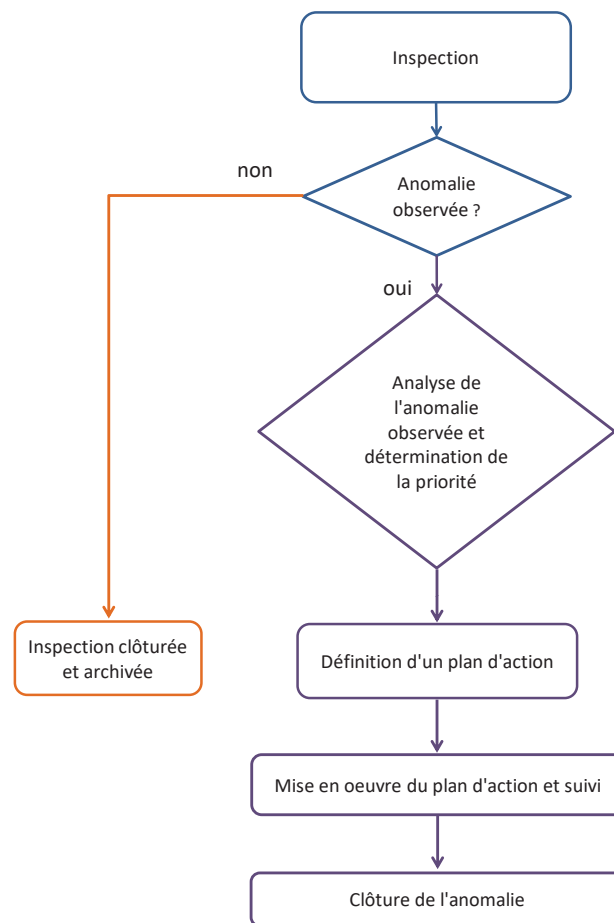 Inspection
non
Anomalie
observée ?
oui
Analyse de
l'anomalie
observée et
détermination de
la priorité
Inspection clôturée
et archivée
Définition d'un plan d'action
Mise en oeuvre du plan d'action et suivi
Clôture de l'anomalie